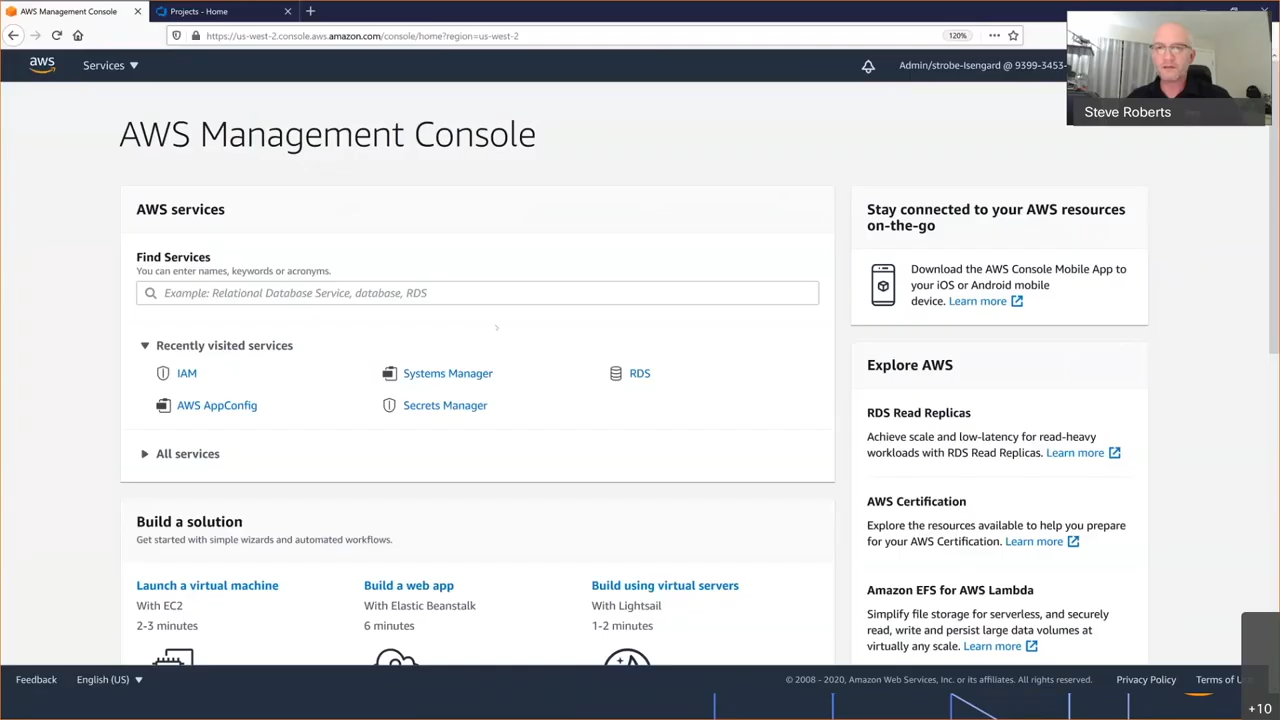 AWS Management Console
Projects - Home
https://us-west-2.console.aws.amazon.com/console/home?region=us-west-2
120%
aws
Services
Admin/strobe-Isengard @ 9399-3453-
Steve Roberts
AWS Management Console
AWS services
Find Services
You can enter names, keywords or acronyms.
Example: Relational Database Service, database, RDS
Recently visited services
IAM
Systems Manager
RDS
AWS AppConfig
Secrets Manager
All services
Build a solution
Get started with simple wizards and automated workflows.
Launch a virtual machine
With EC2
2-3 minutes
Build a web app
With Elastic Beanstalk
6 minutes
Build using virtual servers
With Lightsail
1-2 minutes
Stay connected to your AWS resources
on-the-go
Download the AWS Console Mobile App to
your iOS or Android mobile
device. Learn more
Explore AWS
RDS Read Replicas
Achieve scale and low-latency for read-heavy
workloads with RDS Read Replicas. Learn more
AWS Certification
Explore the resources available to help you prepare
for your AWS Certification. Learn more
Amazon EFS for AWS Lambda
Simplify file storage for serverless, and securely
read, write and persist large data volumes at
virtually any scale. Learn more
Feedback
English (US)
© 2008 - 2020, Amazon Web Services, Inc. or its affiliates. All rights reserved.
Privacy Policy
Terms of U
+10